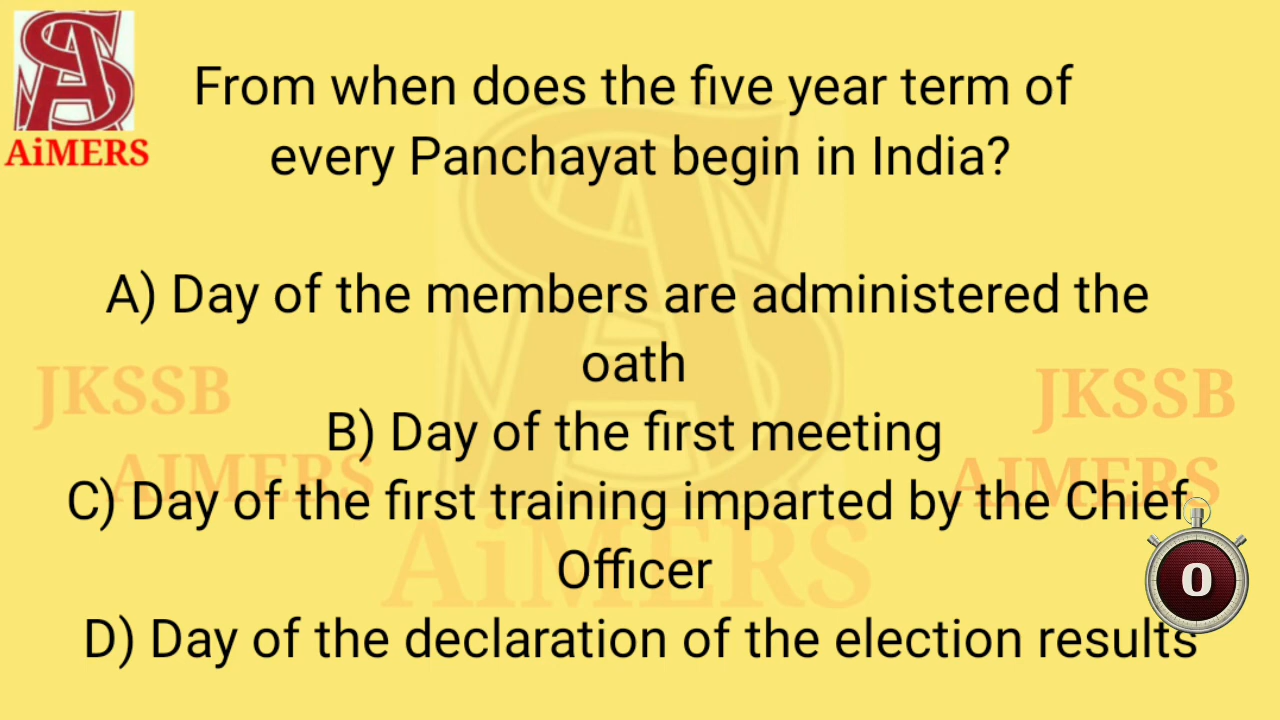 AiMERS
From when does the five year term of
every Panchayat begin in India?
A) Day of the members are administered the
oath
B) Day of the first meeting
C) Day of the first training imparted by the Chief
Officer
D) Day of the declaration of the election results
JKSSB
AIMERS
JKSSB
AIMERS
AiMERS
0